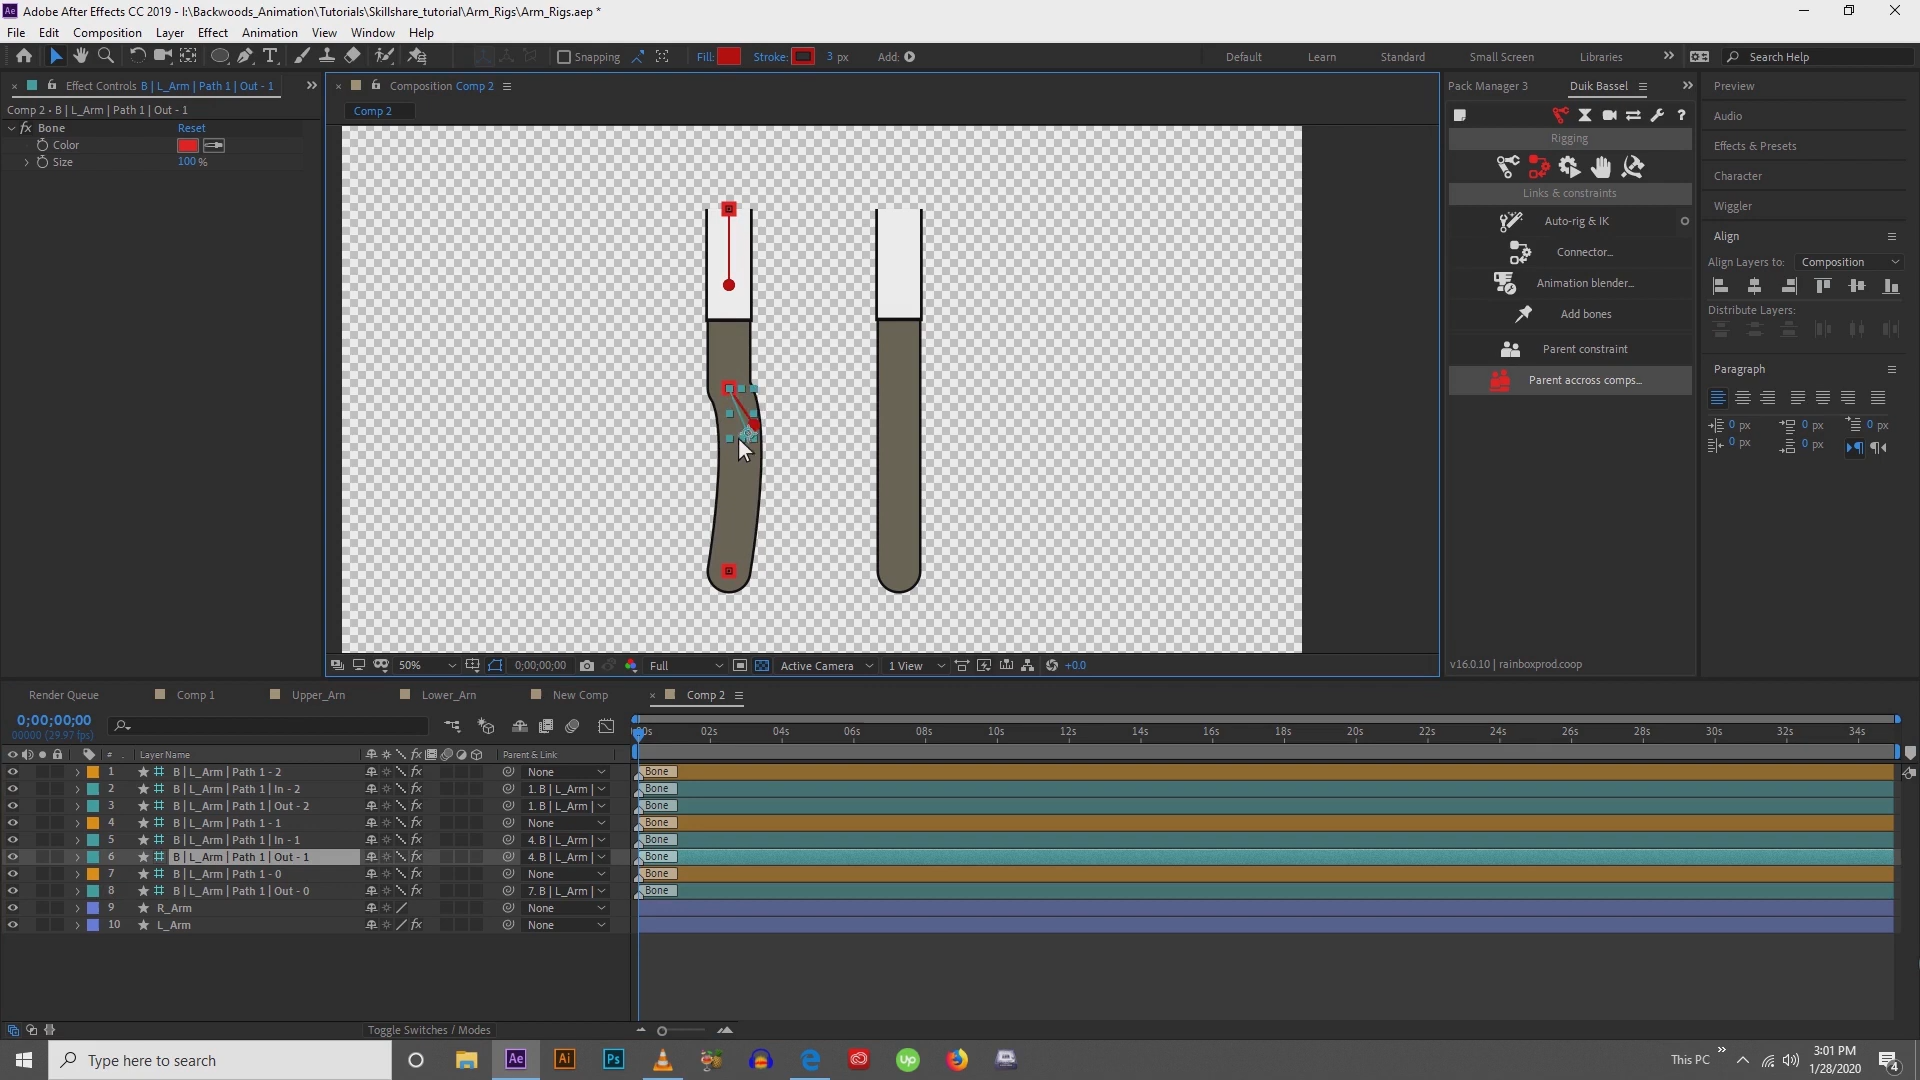 Adobe After Effects CC 2019 - I:\Backwoods_Animation\Tutorials\Skillshare_tutorial\Arm_Rigs\Arm_Rigs.aep *
File Edit Composition Layer Effect Animation View Window Help
Snapping Fill: Stroke: 3 px Add: Default Learn Standard Small Screen Libraries Search Help
Effect Controls B | L_Arm | Path 1 | Out - 1
Composition Comp 2
Pack Manager 3 Duik Bassel
Preview
Comp 2 • B | L_Arm | Path 1 | Out - 1
Comp 2
fx Bone Reset
Color
Size 100 %
Rigging
Links & constraints
Auto-rig & IK
Connector...
Animation blender...
Add bones
Parent constraint
Parent accross comps...
v16.0.10 | rainboxprod.coop
Audio
Effects & Presets
Character
Wiggler
Align
Align Layers to: Composition
Distribute Layers:
Paragraph
0 px 0 px 0 px
0 px 0 px
50% 0;00;00;00 Full Active Camera 1 View +0.0
Render Queue Comp 1 Upper_Arn Lower_Arn New Comp Comp 2
0;00;00;00
00000 (29.97 fps)
02s 04s 06s 08s 10s 12s 14s 16s 18s 20s 22s 24s 26s 28s 30s 32s 34s
# Layer Name Parent & Link
1 B | L_Arm | Path 1 - 2 None Bone
2 B | L_Arm | Path 1 | In - 2 1. B | L_Arm | Bone
3 B | L_Arm | Path 1 | Out - 2 1. B | L_Arm | Bone
4 B | L_Arm | Path 1 - 1 None Bone
5 B | L_Arm | Path 1 | In - 1 4. B | L_Arm | Bone
6 B | L_Arm | Path 1 | Out - 1 4. B | L_Arm | Bone
7 B | L_Arm | Path 1 - 0 None Bone
8 B | L_Arm | Path 1 | Out - 0 7. B | L_Arm | Bone
9 R_Arm None
10 L_Arm None
Toggle Switches / Modes
Type here to search
Ae Ai Ps Up
This PC
3:01 PM
1/28/2020
4